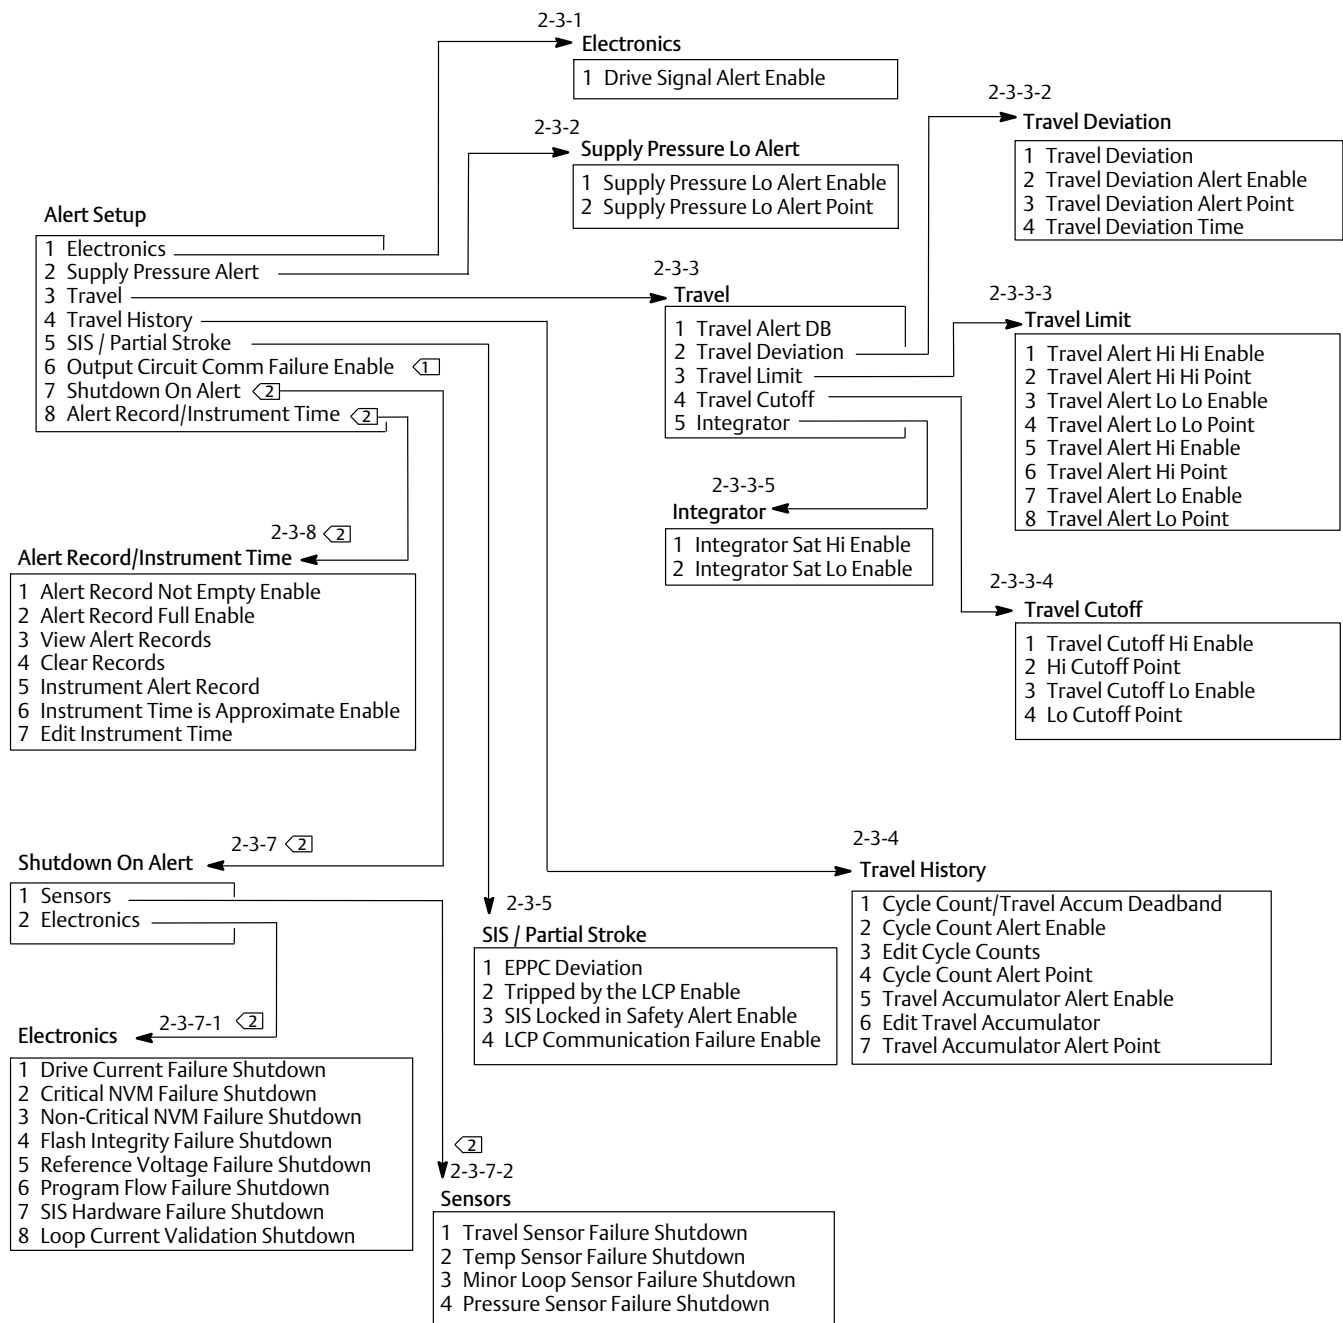 2-3-1
Electronics
1 Drive Signal Alert Enable
2-3-2
Supply Pressure Lo Alert
1 Supply Pressure Lo Alert Enable
2 Supply Pressure Lo Alert Point
2-3-3-2
Travel Deviation
1 Travel Deviation
2 Travel Deviation Alert Enable
3 Travel Deviation Alert Point
4 Travel Deviation Time
Alert Setup
1 Electronics
2 Supply Pressure Alert
3 Travel
4 Travel History
5 SIS / Partial Stroke
6 Output Circuit Comm Failure Enable 1
7 Shutdown On Alert 2
8 Alert Record/Instrument Time 2
2-3-3
Travel
1 Travel Alert DB
2 Travel Deviation
3 Travel Limit
4 Travel Cutoff
5 Integrator
2-3-3-3
Travel Limit
1 Travel Alert Hi Hi Enable
2 Travel Alert Hi Hi Point
3 Travel Alert Lo Lo Enable
4 Travel Alert Lo Lo Point
5 Travel Alert Hi Enable
6 Travel Alert Hi Point
7 Travel Alert Lo Enable
8 Travel Alert Lo Point
2-3-3-5
Integrator
1 Integrator Sat Hi Enable
2 Integrator Sat Lo Enable
2-3-3-4
Travel Cutoff
1 Travel Cutoff Hi Enable
2 Hi Cutoff Point
3 Travel Cutoff Lo Enable
4 Lo Cutoff Point
2-3-8 2
Alert Record/Instrument Time
1 Alert Record Not Empty Enable
2 Alert Record Full Enable
3 View Alert Records
4 Clear Records
5 Instrument Alert Record
6 Instrument Time is Approximate Enable
7 Edit Instrument Time
2-3-7 2
Shutdown On Alert
1 Sensors
2 Electronics
2-3-4
Travel History
1 Cycle Count/Travel Accum Deadband
2 Cycle Count Alert Enable
3 Edit Cycle Counts
4 Cycle Count Alert Point
5 Travel Accumulator Alert Enable
6 Edit Travel Accumulator
7 Travel Accumulator Alert Point
2-3-5
SIS / Partial Stroke
1 EPPC Deviation
2 Tripped by the LCP Enable
3 SIS Locked in Safety Alert Enable
4 LCP Communication Failure Enable
2-3-7-1 2
Electronics
1 Drive Current Failure Shutdown
2 Critical NVM Failure Shutdown
3 Non-Critical NVM Failure Shutdown
4 Flash Integrity Failure Shutdown
5 Reference Voltage Failure Shutdown
6 Program Flow Failure Shutdown
7 SIS Hardware Failure Shutdown
8 Loop Current Validation Shutdown
2
2-3-7-2
Sensors
1 Travel Sensor Failure Shutdown
2 Temp Sensor Failure Shutdown
3 Minor Loop Sensor Failure Shutdown
4 Pressure Sensor Failure Shutdown